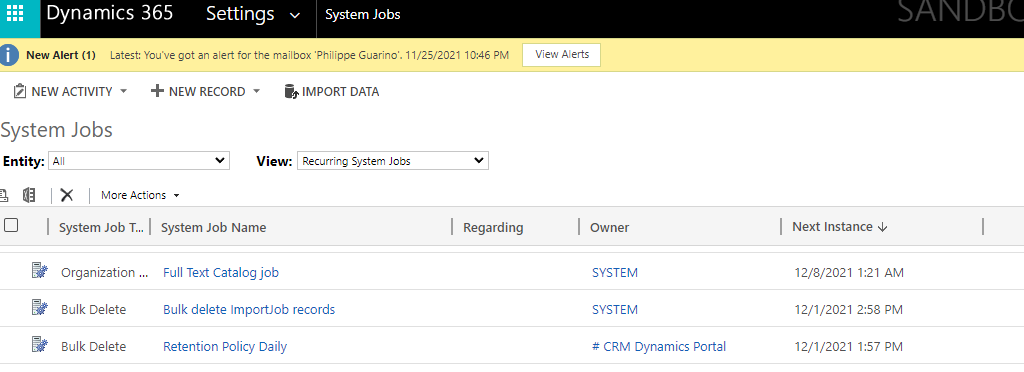 Dynamics 365 Settings System Jobs SANDBO
New Alert (1) Latest: You've got an alert for the mailbox 'Philippe Guarino'. 11/25/2021 10:46 PM View Alerts
NEW ACTIVITY NEW RECORD IMPORT DATA
System Jobs
Entity: All View: Recurring System Jobs
More Actions
System Job T... System Job Name Regarding Owner Next Instance ↓
Organization ... Full Text Catalog job SYSTEM 12/8/2021 1:21 AM
Bulk Delete Bulk delete ImportJob records SYSTEM 12/1/2021 2:58 PM
Bulk Delete Retention Policy Daily # CRM Dynamics Portal 12/1/2021 1:57 PM